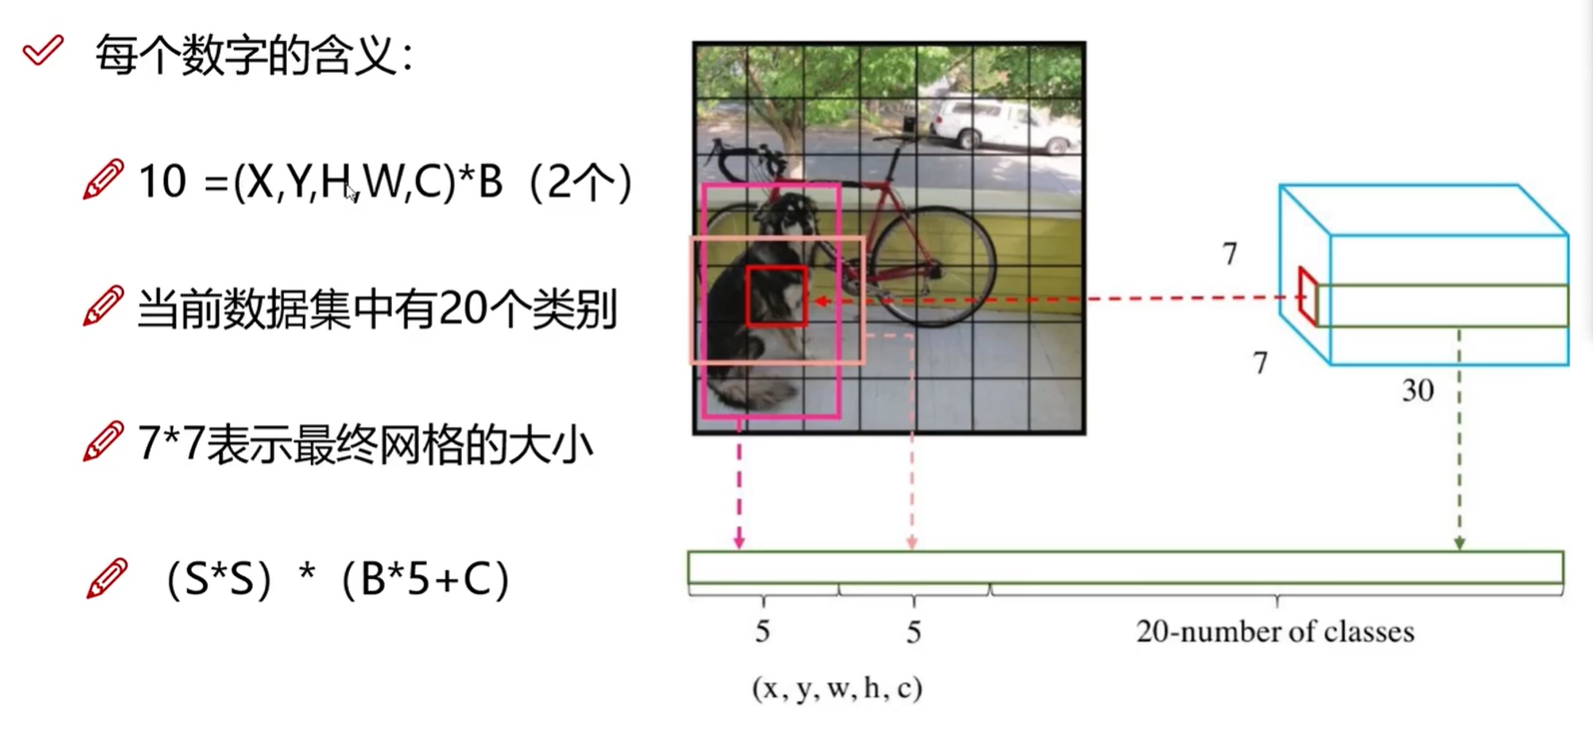 每个数字的含义：
10 =(X,Y,H,W,C)*B（2个）
当前数据集中有20个类别
7*7表示最终网格的大小
（S*S）*（B*5+C）
7
7
30
5
5
20-number of classes
(x, y, w, h, c)